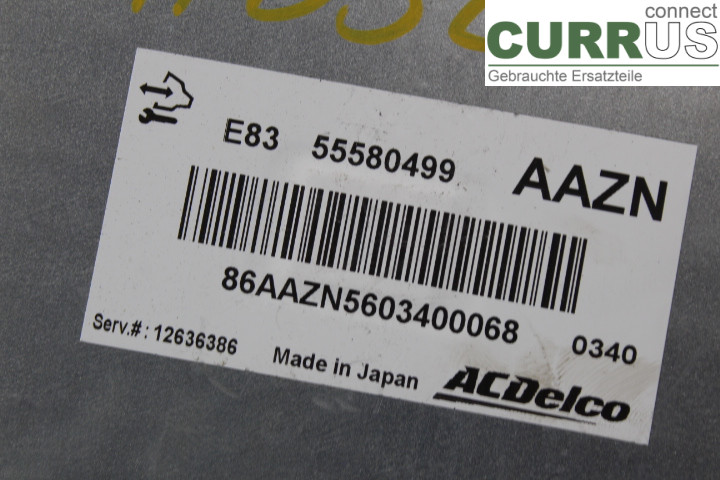 connect
CURRUS
Gebrauchte Ersatzteile
E83 55580499 AAZN
86AAZN5603400068 0340
Serv.#: 12636386 Made in Japan ACDelco